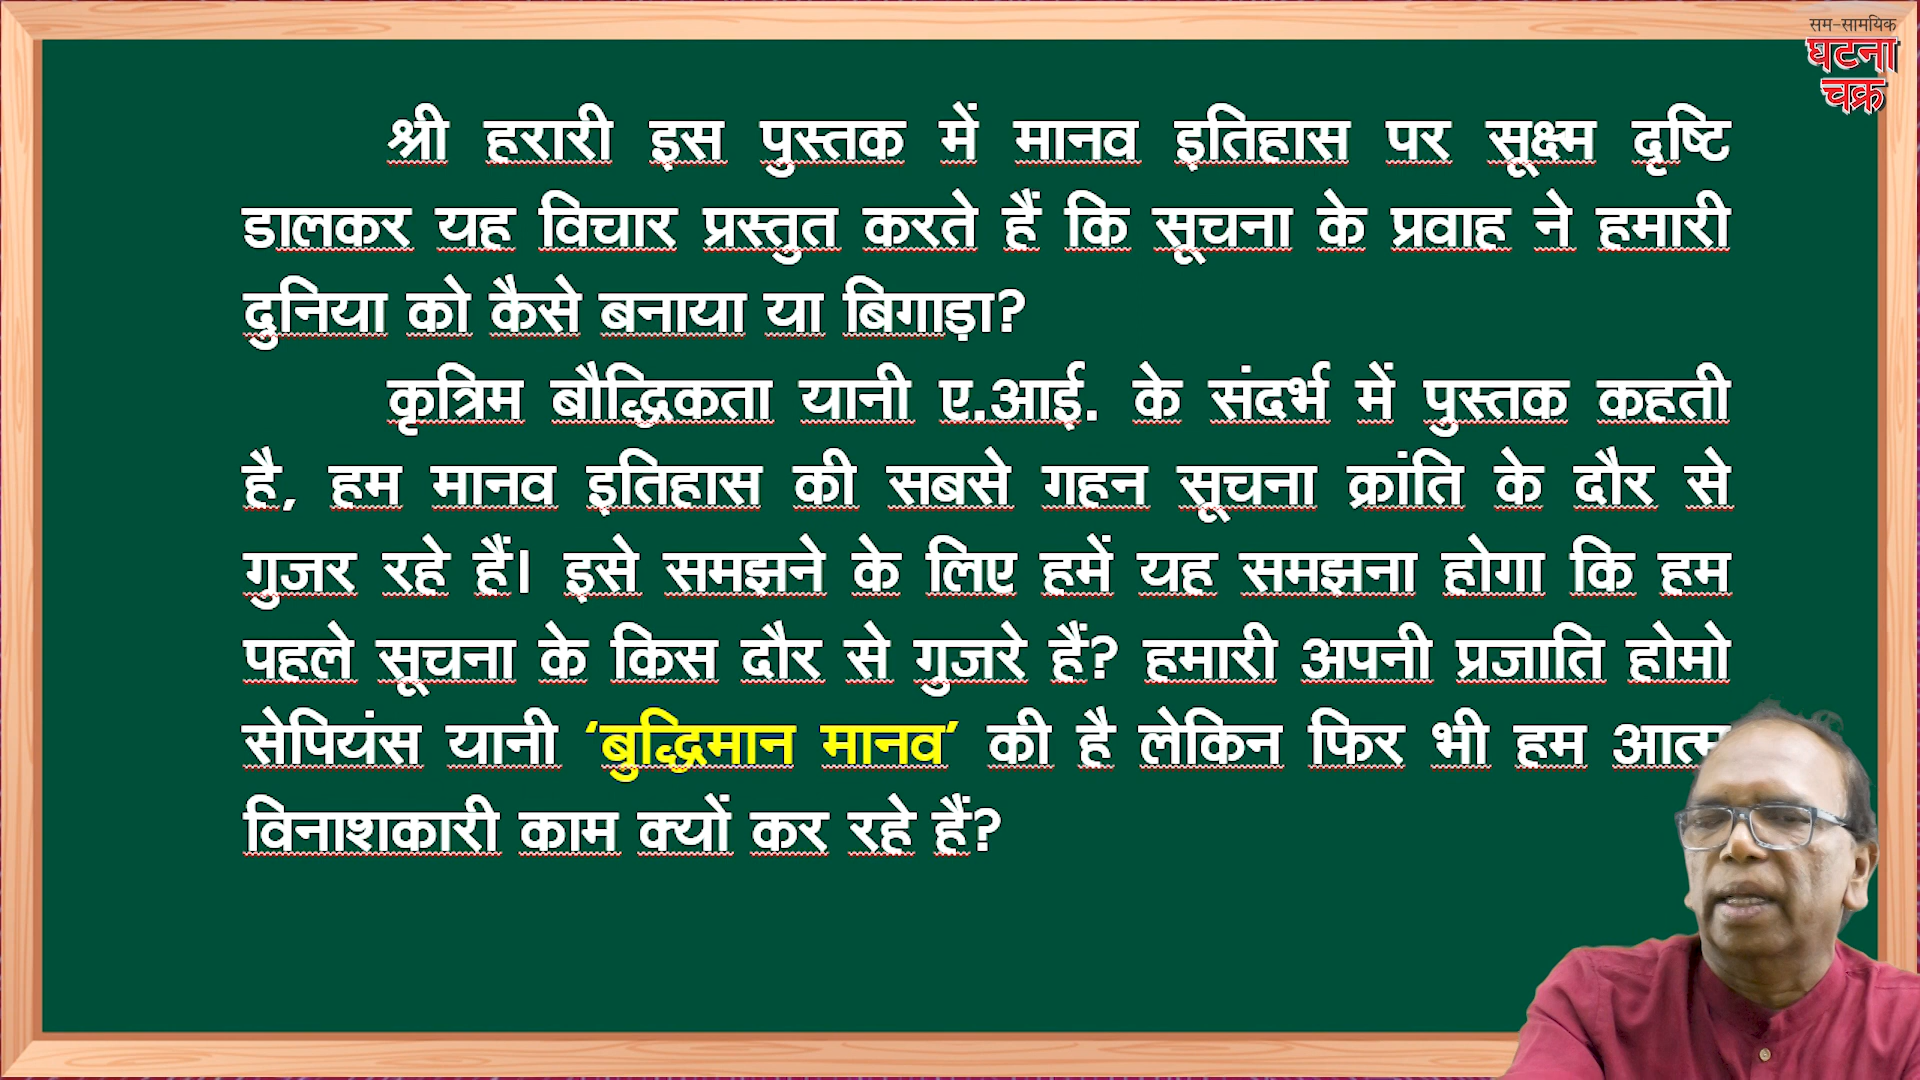 सम-सामयिक
घटना
चक्र
श्री हरारी इस पुस्तक में मानव इतिहास पर सूक्ष्म दृष्टि
डालकर यह विचार प्रस्तुत करते हैं कि सूचना के प्रवाह ने हमारी
दुनिया को कैसे बनाया या बिगाड़ा?
कृत्रिम बौद्धिकता यानी ए.आई. के संदर्भ में पुस्तक कहती
है, हम मानव इतिहास की सबसे गहन सूचना क्रांति के दौर से
गुजर रहे हैं। इसे समझने के लिए हमें यह समझना होगा कि हम
पहले सूचना के किस दौर से गुजरे हैं? हमारी अपनी प्रजाति होमो
सेपियंस यानी ‘बुद्धिमान मानव’ की है लेकिन फिर भी हम आत्म
विनाशकारी काम क्यों कर रहे हैं?